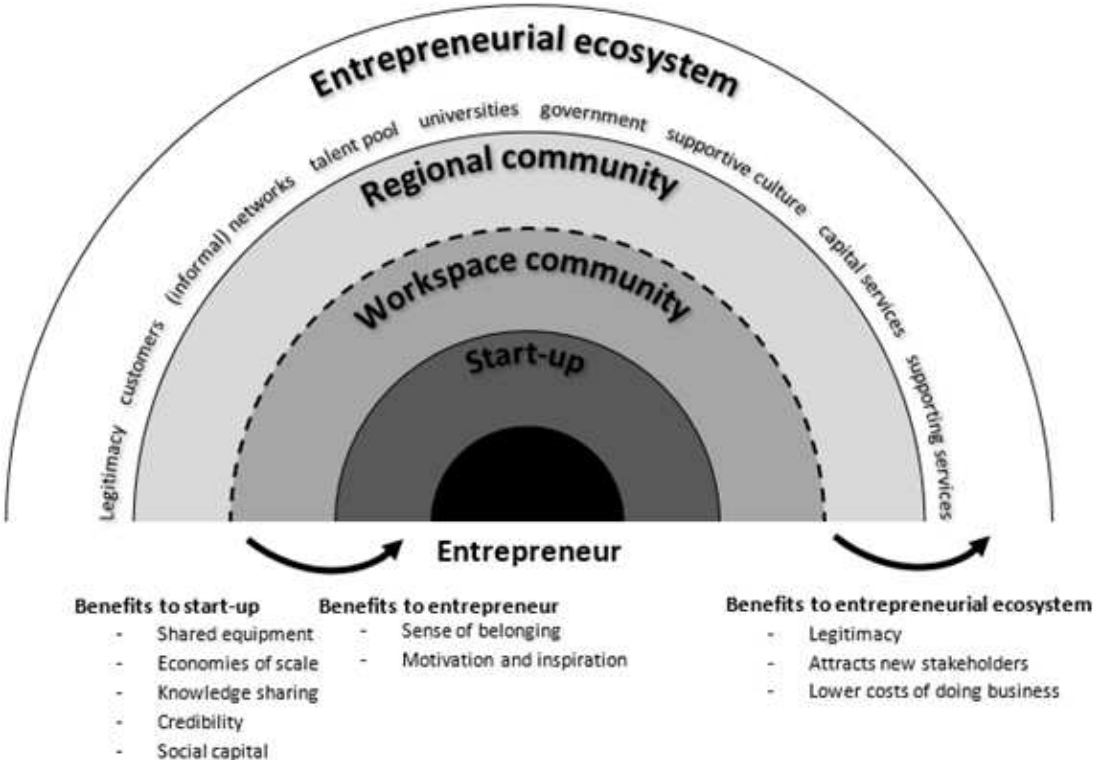 Entrepreneurial ecosystem
Legitimacy customers (informal) networks talent pool universities government supportive culture capital services supporting services
Regional community
Workspace community
Start-up
Entrepreneur
Benefits to start-up
- Shared equipment
- Economies of scale
- Knowledge sharing
- Credibility
- Social capital
Benefits to entrepreneur
- Sense of belonging
- Motivation and inspiration
Benefits to entrepreneurial ecosystem
- Legitimacy
- Attracts new stakeholders
- Lower costs of doing business